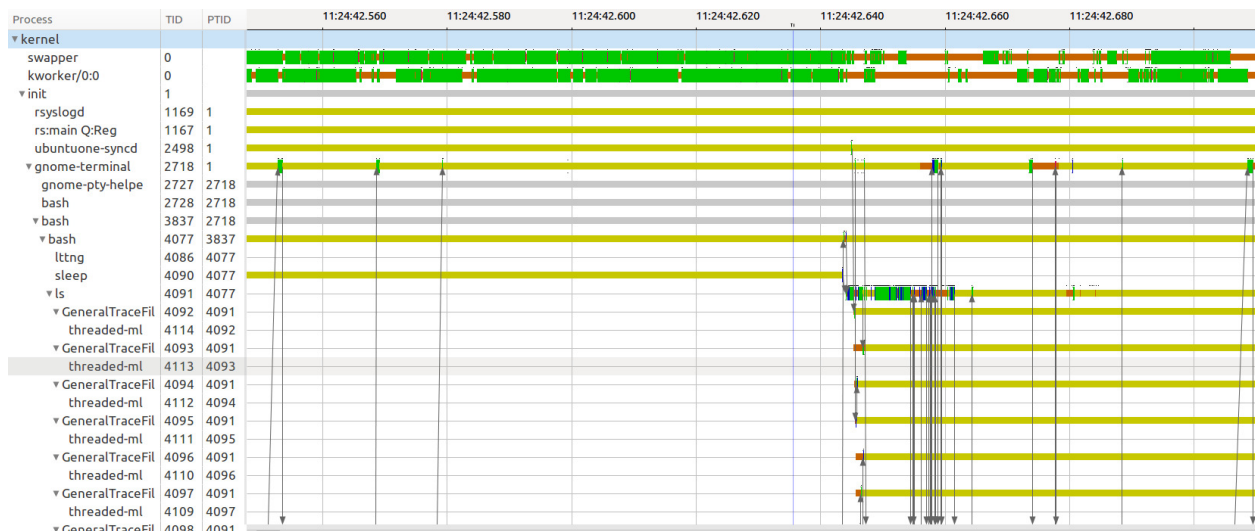 Process TID PTID 11:24:42.560 11:24:42.580 11:24:42.600 11:24:42.620 11:24:42.640 11:24:42.660 11:24:42.680
kernel
swapper 0
kworker/0:0 0
init 1
rsyslogd 1169 1
rs:main Q:Reg 1167 1
ubuntuone-syncd 2498 1
gnome-terminal 2718 1
gnome-pty-helpe 2727 2718
bash 2728 2718
bash 3837 2718
bash 4077 3837
lttng 4086 4077
sleep 4090 4077
ls 4091 4077
GeneralTraceFil 4092 4091
threaded-ml 4114 4092
GeneralTraceFil 4093 4091
threaded-ml 4113 4093
GeneralTraceFil 4094 4091
threaded-ml 4112 4094
GeneralTraceFil 4095 4091
threaded-ml 4111 4095
GeneralTraceFil 4096 4091
threaded-ml 4110 4096
GeneralTraceFil 4097 4091
threaded-ml 4109 4097
GeneralTraceFil 4098 4091